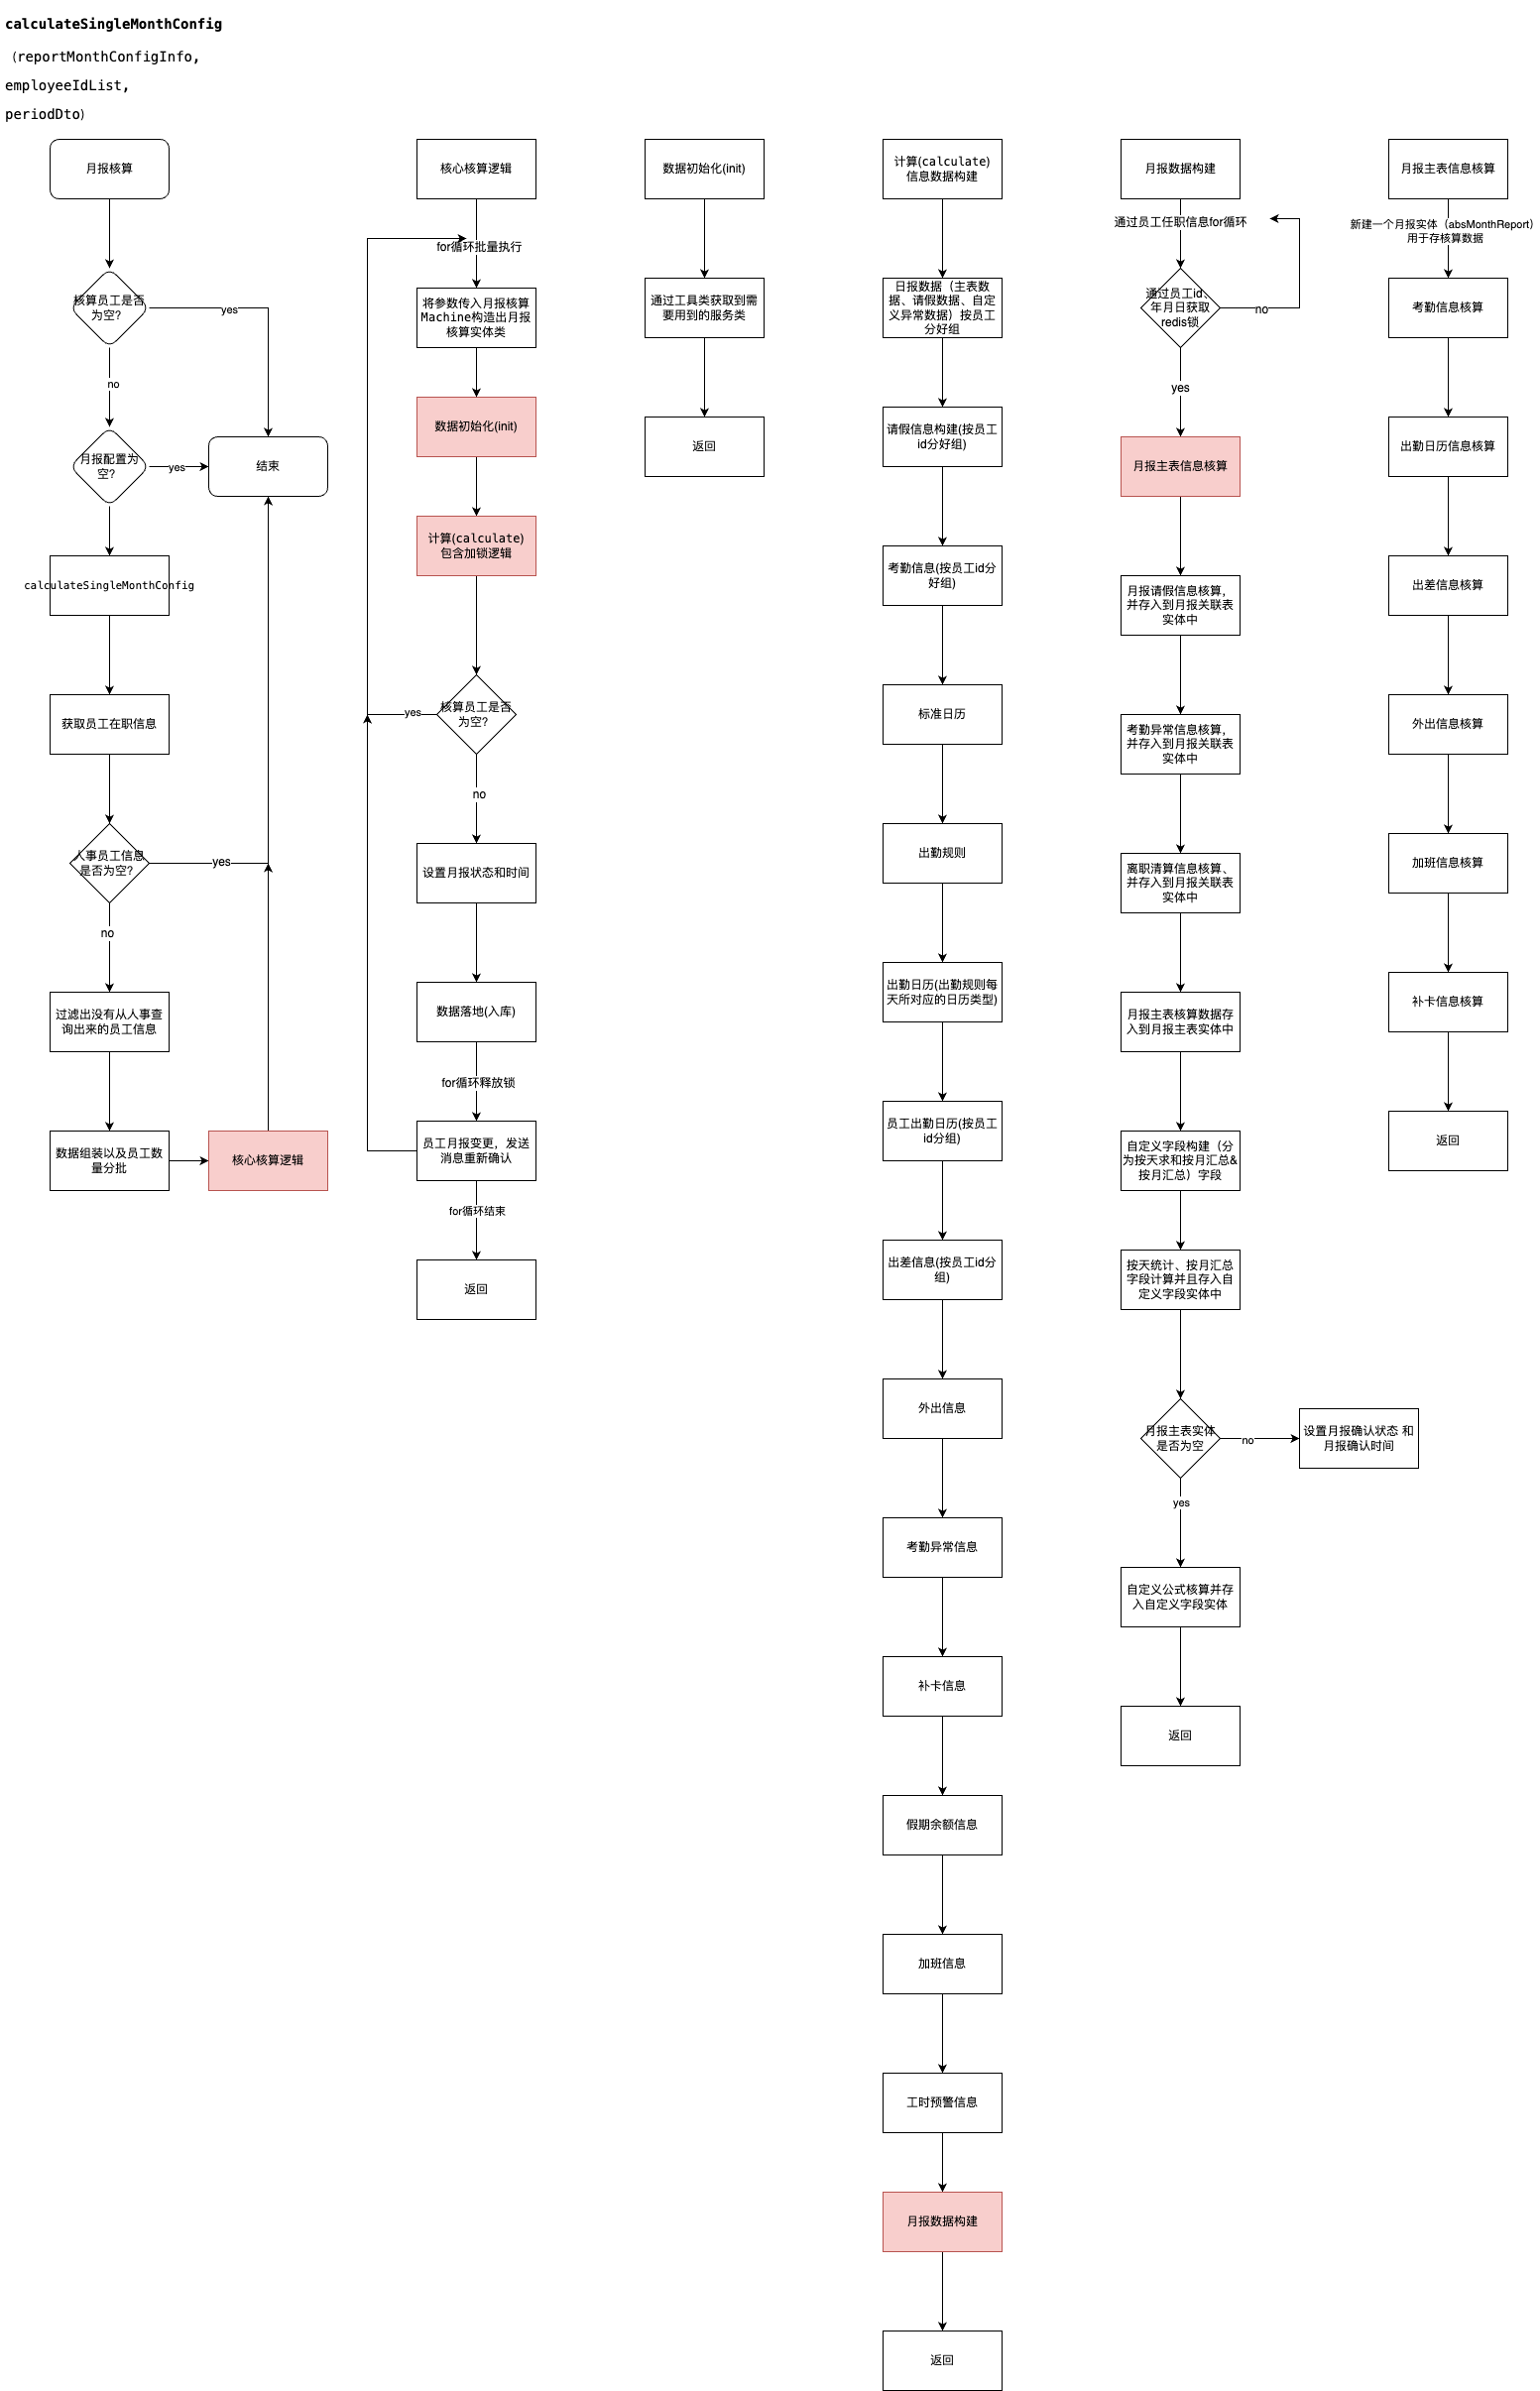 calculateSingleMonthConfig
（reportMonthConfigInfo,
employeeIdList,
periodDto）
月报核算
核算员工是否
为空?
yes
no
月报配置为
空?
yes
结束
calculateSingleMonthConfig
获取员工在职信息
人事员工信息
是否为空?
yes
no
过滤出没有从人事查
询出来的员工信息
数据组装以及员工数
量分批
核心核算逻辑
核心核算逻辑
for循环批量执行
将参数传入月报核算
Machine构造出月报
核算实体类
数据初始化(init)
计算(calculate)
包含加锁逻辑
核算员工是否
为空?
yes
no
设置月报状态和时间
数据落地(入库)
for循环释放锁
员工月报变更，发送
消息重新确认
for循环结束
返回
数据初始化(init)
通过工具类获取到需
要用到的服务类
返回
计算(calculate)
信息数据构建
日报数据（主表数
据、请假数据、自定
义异常数据）按员工
分好组
请假信息构建(按员工
id分好组)
考勤信息(按员工id分
好组)
标准日历
出勤规则
出勤日历(出勤规则每
天所对应的日历类型)
员工出勤日历(按员工
id分组)
出差信息(按员工id分
组)
外出信息
考勤异常信息
补卡信息
假期余额信息
加班信息
工时预警信息
月报数据构建
返回
月报数据构建
通过员工任职信息for循环
通过员工id、
年月日获取
redis锁
no
yes
月报主表信息核算
月报请假信息核算，
并存入到月报关联表
实体中
考勤异常信息核算，
并存入到月报关联表
实体中
离职清算信息核算、
并存入到月报关联表
实体中
月报主表核算数据存
入到月报主表实体中
自定义字段构建（分
为按天求和按月汇总&
按月汇总）字段
按天统计、按月汇总
字段计算并且存入自
定义字段实体中
月报主表实体
是否为空
no
设置月报确认状态 和
月报确认时间
yes
自定义公式核算并存
入自定义字段实体
返回
月报主表信息核算
新建一个月报实体（absMonthReport）
用于存核算数据
考勤信息核算
出勤日历信息核算
出差信息核算
外出信息核算
加班信息核算
补卡信息核算
返回